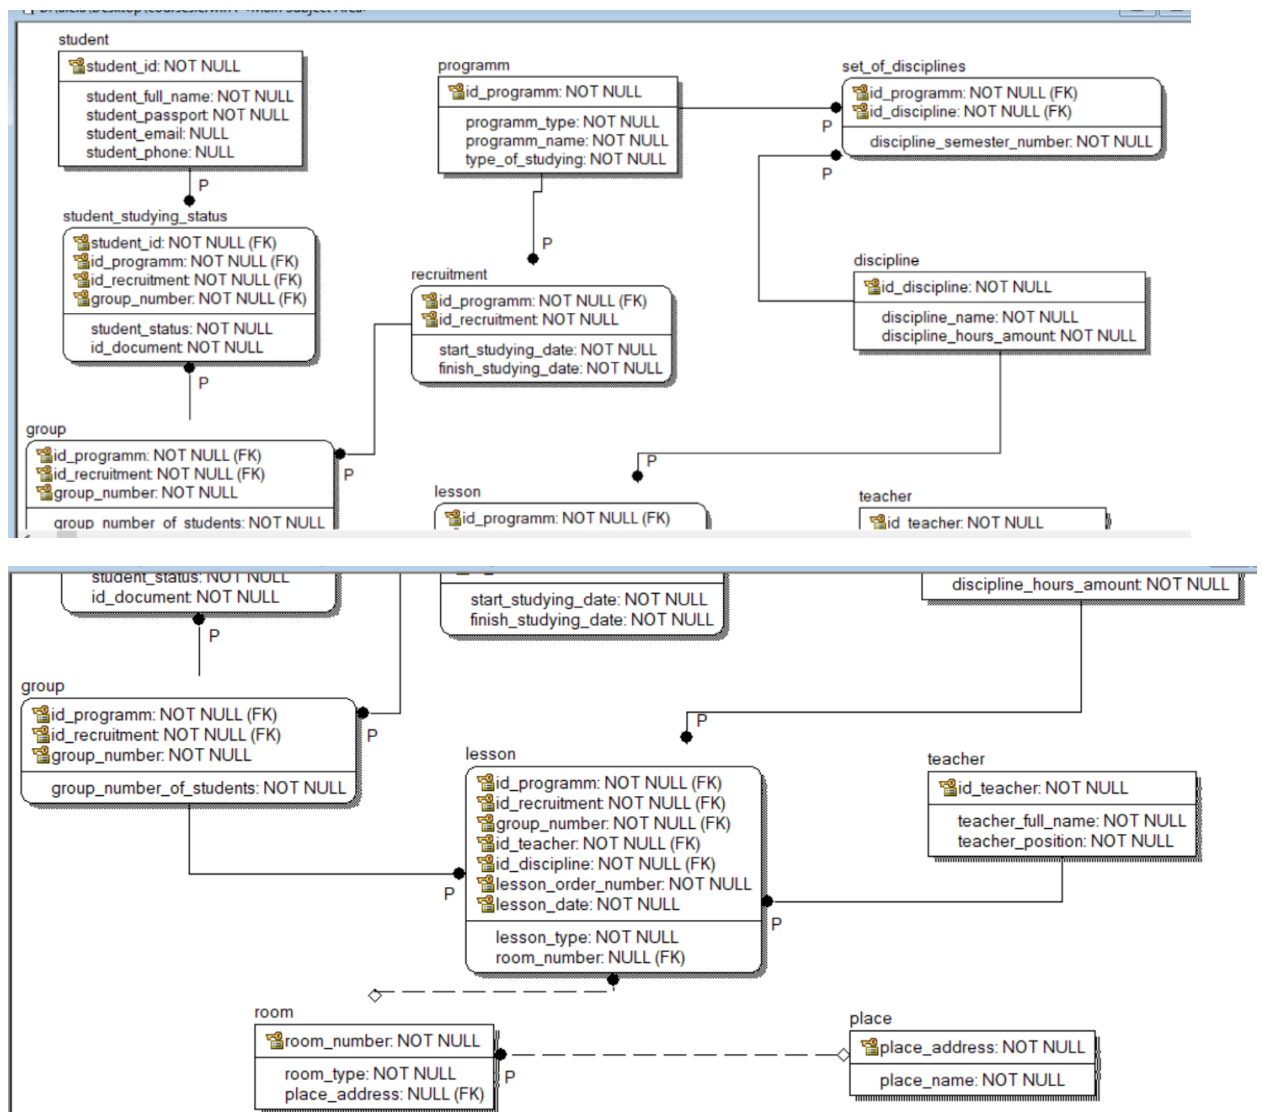 student
student_id: NOT NULL
student_full_name: NOT NULL
student_passport: NOT NULL
student_email: NULL
student_phone: NULL
P
student_studying_status
student_id: NOT NULL (FK)
id_programm: NOT NULL (FK)
id_recruitment: NOT NULL (FK)
group_number: NOT NULL (FK)
student_status: NOT NULL
id_document: NOT NULL
P
group
id_programm: NOT NULL (FK)
id_recruitment: NOT NULL (FK)
group_number: NOT NULL
group_number_of_students: NOT NULL
P
programm
id_programm: NOT NULL
programm_type: NOT NULL
programm_name: NOT NULL
type_of_studying: NOT NULL
P
recruitment
id_programm: NOT NULL (FK)
id_recruitment: NOT NULL
start_studying_date: NOT NULL
finish_studying_date: NOT NULL
lesson
id_programm: NOT NULL (FK)
P
set_of_disciplines
id_programm: NOT NULL (FK)
id_discipline: NOT NULL (FK)
discipline_semester_number: NOT NULL
P
P
discipline
id_discipline: NOT NULL
discipline_name: NOT NULL
discipline_hours_amount: NOT NULL
teacher
id_teacher: NOT NULL
student_status: NOT NULL
id_document: NOT NULL
P
start_studying_date: NOT NULL
finish_studying_date: NOT NULL
discipline_hours_amount: NOT NULL
group
id_programm: NOT NULL (FK)
id_recruitment: NOT NULL (FK)
group_number: NOT NULL
group_number_of_students: NOT NULL
P
P
lesson
id_programm: NOT NULL (FK)
id_recruitment: NOT NULL (FK)
group_number: NOT NULL (FK)
id_teacher: NOT NULL (FK)
id_discipline: NOT NULL (FK)
lesson_order_number: NOT NULL
lesson_date: NOT NULL
lesson_type: NOT NULL
room_number: NULL (FK)
P
P
teacher
id_teacher: NOT NULL
teacher_full_name: NOT NULL
teacher_position: NOT NULL
room
room_number: NOT NULL
room_type: NOT NULL
place_address: NULL (FK)
P
place
place_address: NOT NULL
place_name: NOT NULL